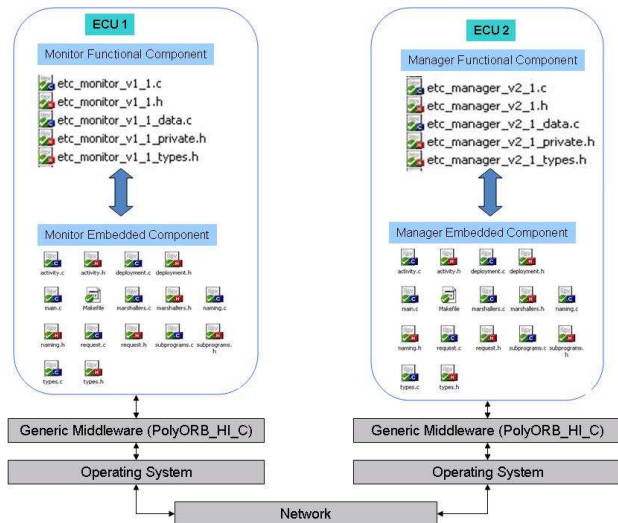 ECU 1
Monitor Functional Component
etc_monitor_v1_1.c
etc_monitor_v1_1.h
etc_monitor_v1_1_data.c
etc_monitor_v1_1_private.h
etc_monitor_v1_1_types.h
Monitor Embedded Component
activity.c activity.h deployment.c deployment.h
main.c Makefile marshallers.c marshallers.h naming.c
naming.h request.c request.h subprograms.c subprograms.h
types.c types.h
Generic Middleware (PolyORB_HI_C)
Operating System
ECU 2
Manager Functional Component
etc_manager_v2_1.c
etc_manager_v2_1.h
etc_manager_v2_1_data.c
etc_manager_v2_1_private.h
etc_manager_v2_1_types.h
Manager Embedded Component
activity.c activity.h deployment.c deployment.h
main.c Makefile marshallers.c marshallers.h naming.c
naming.h request.c request.h subprograms.c subprograms.h
types.c types.h
Generic Middleware (PolyORB_HI_C)
Operating System
Network